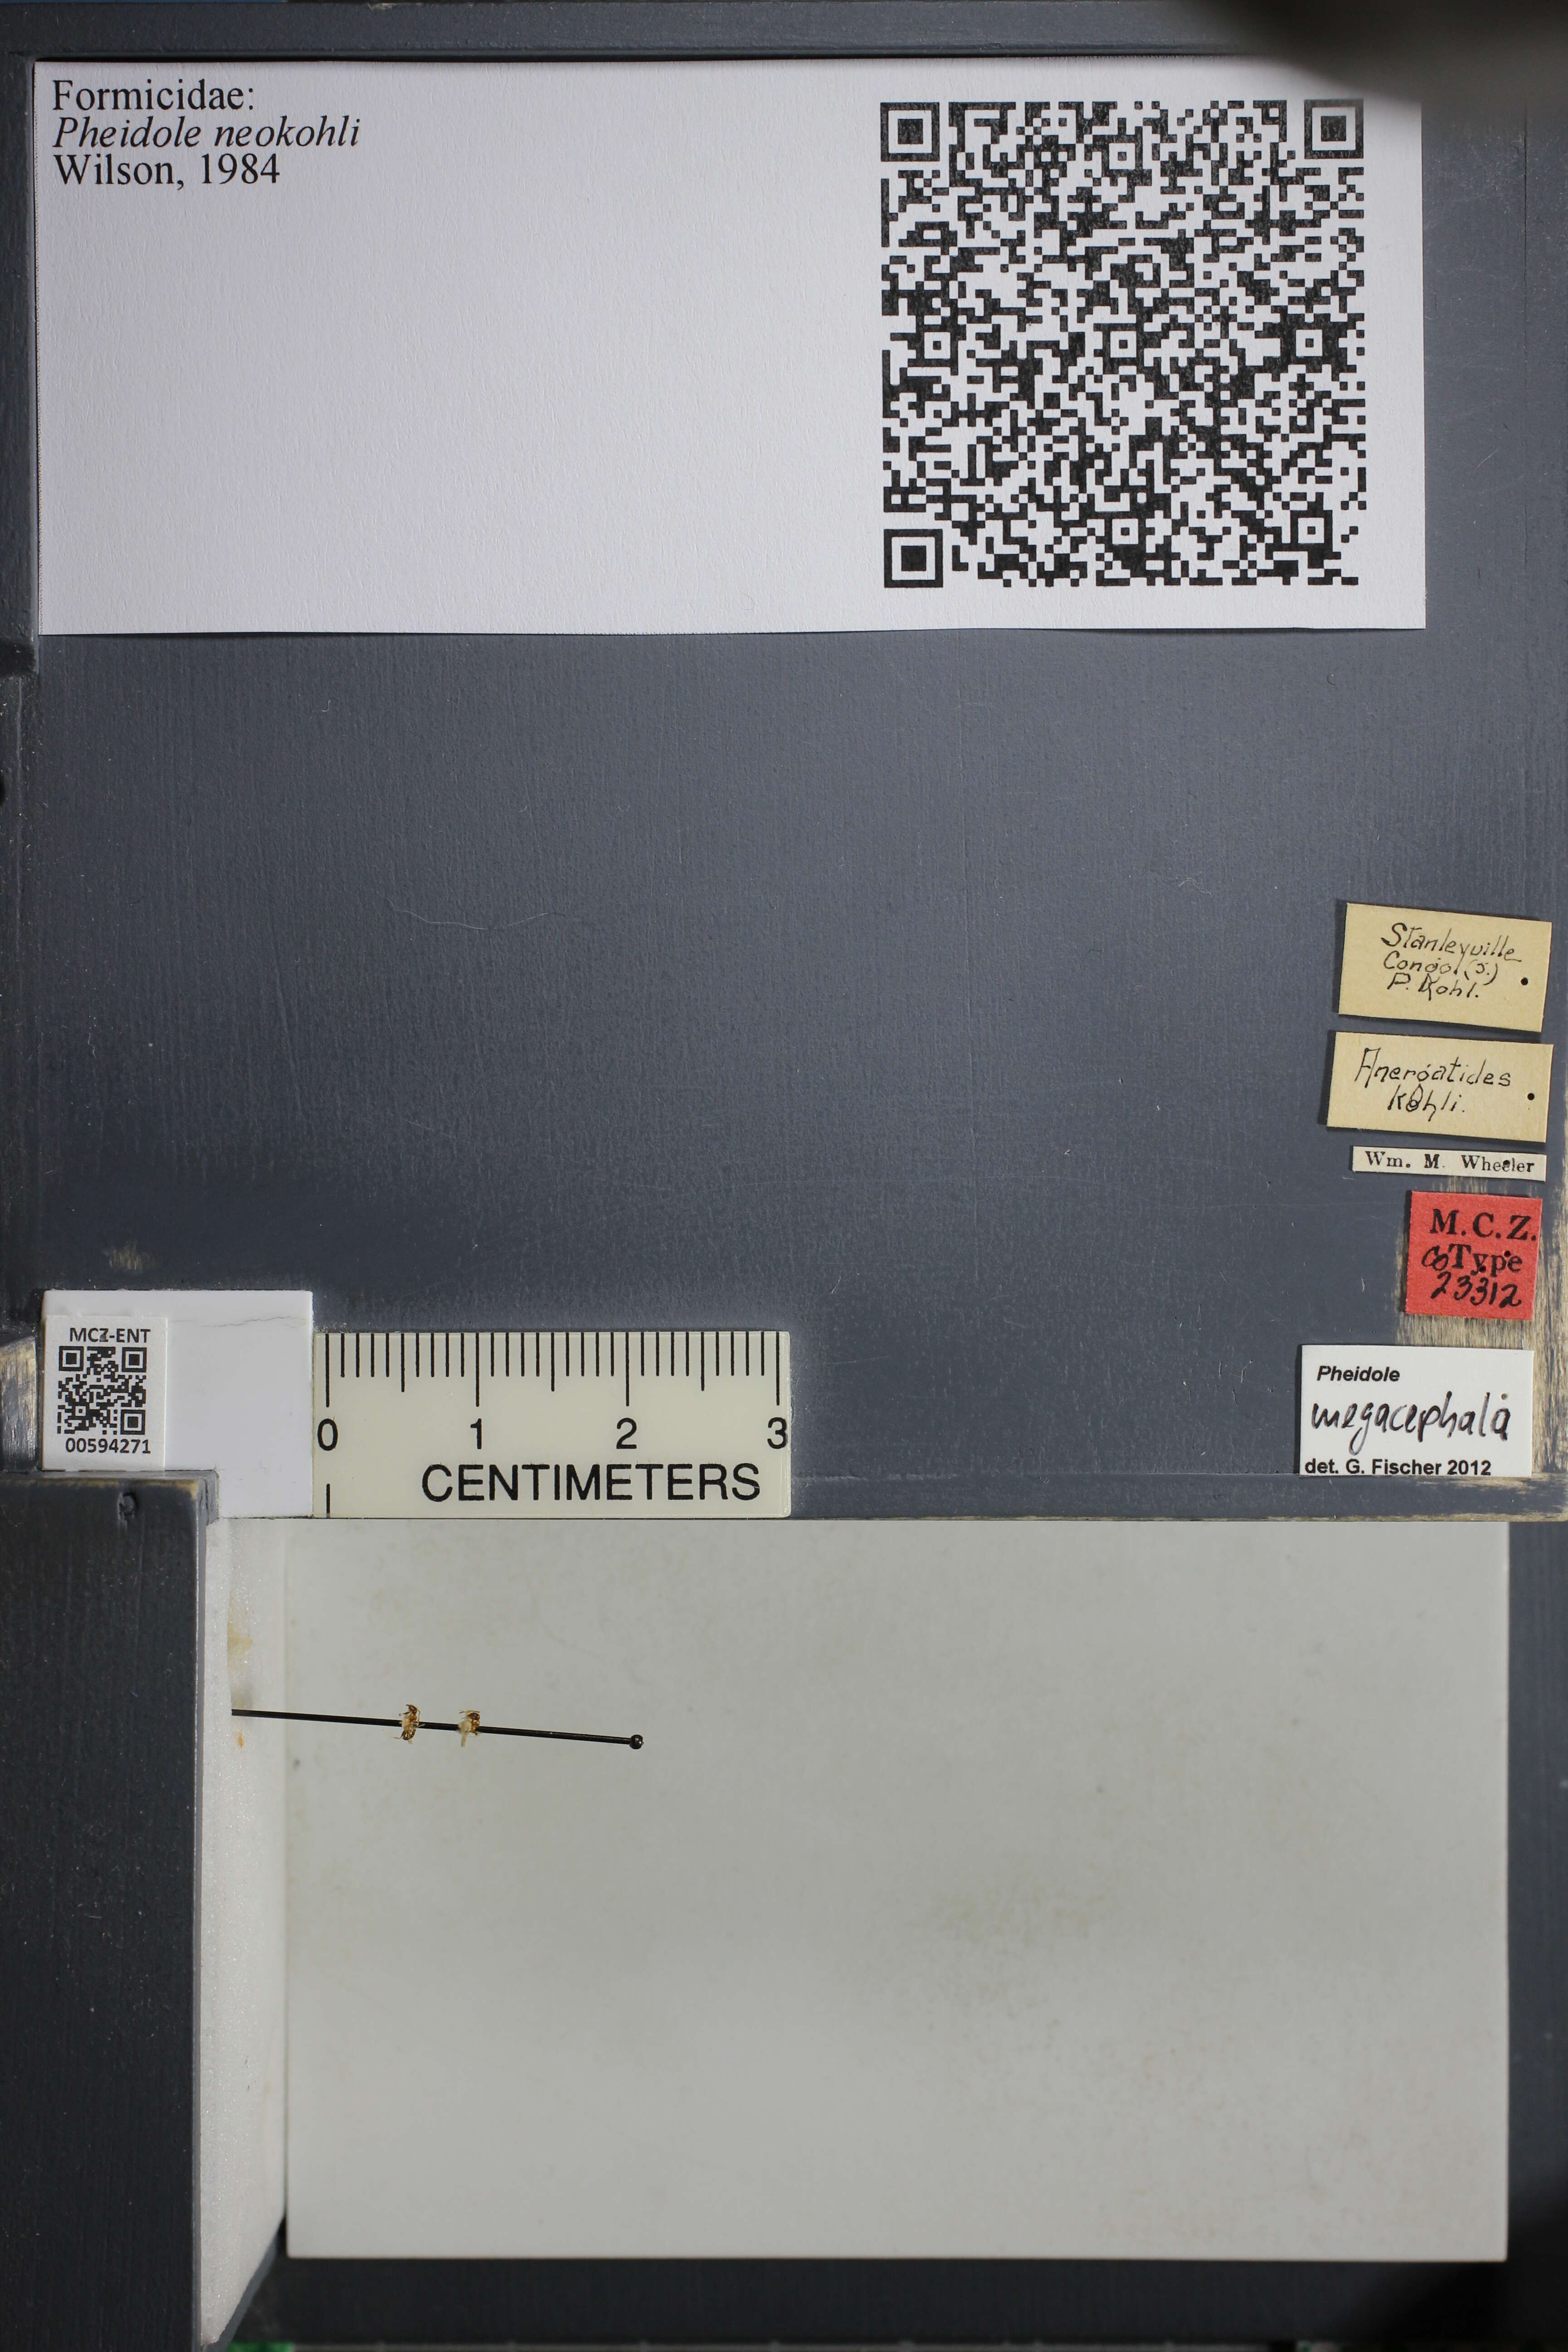 Formicidae:
Pheidole neokohli
Wilson, 1984
Stanleyville
Congo (S.)
P. Kohl.
Anergatides
Kohli.
Wm. M. Wheeler
M.C.Z.
CoType
23312
Pheidole
megacephala
det. G. Fischer 2012
MCZ-ENT
00594271
0 1 2 3
CENTIMETERS